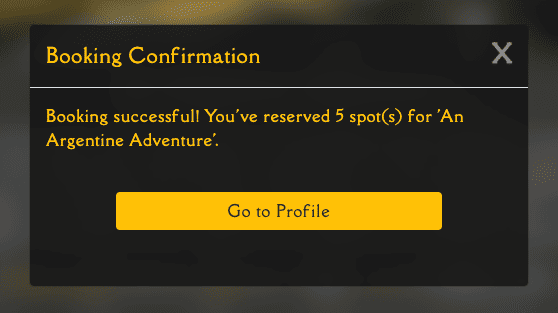 Booking Confirmation X
Booking successful! You've reserved 5 spot(s) for 'An
Argentine Adventure'.
Go to Profile